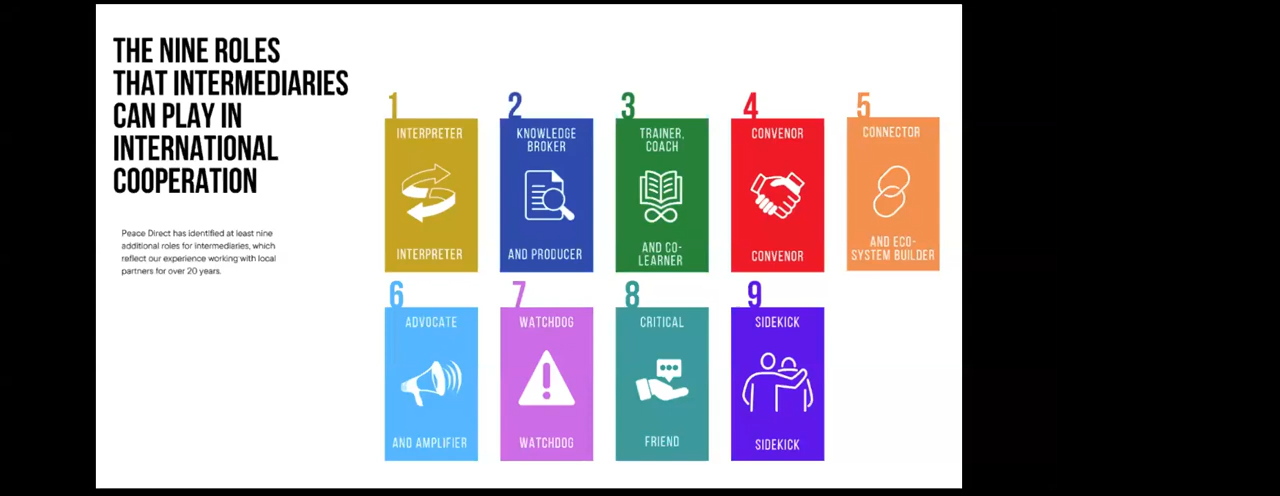 THE NINE ROLES
THAT INTERMEDIARIES
CAN PLAY IN
INTERNATIONAL
COOPERATION
Peace Direct has identified at least nine
additional roles for intermediaries, which
reflect our experience working with local
partners for over 20 years.
1
INTERPRETER
INTERPRETER
2
KNOWLEDGE
BROKER
AND PRODUCER
3
TRAINER,
COACH
AND CO-
LEARNER
4
CONVENOR
CONVENOR
5
CONNECTOR
AND ECO-
SYSTEM BUILDER
6
ADVOCATE
AND AMPLIFIER
7
WATCHDOG
WATCHDOG
8
CRITICAL
FRIEND
9
SIDEKICK
SIDEKICK